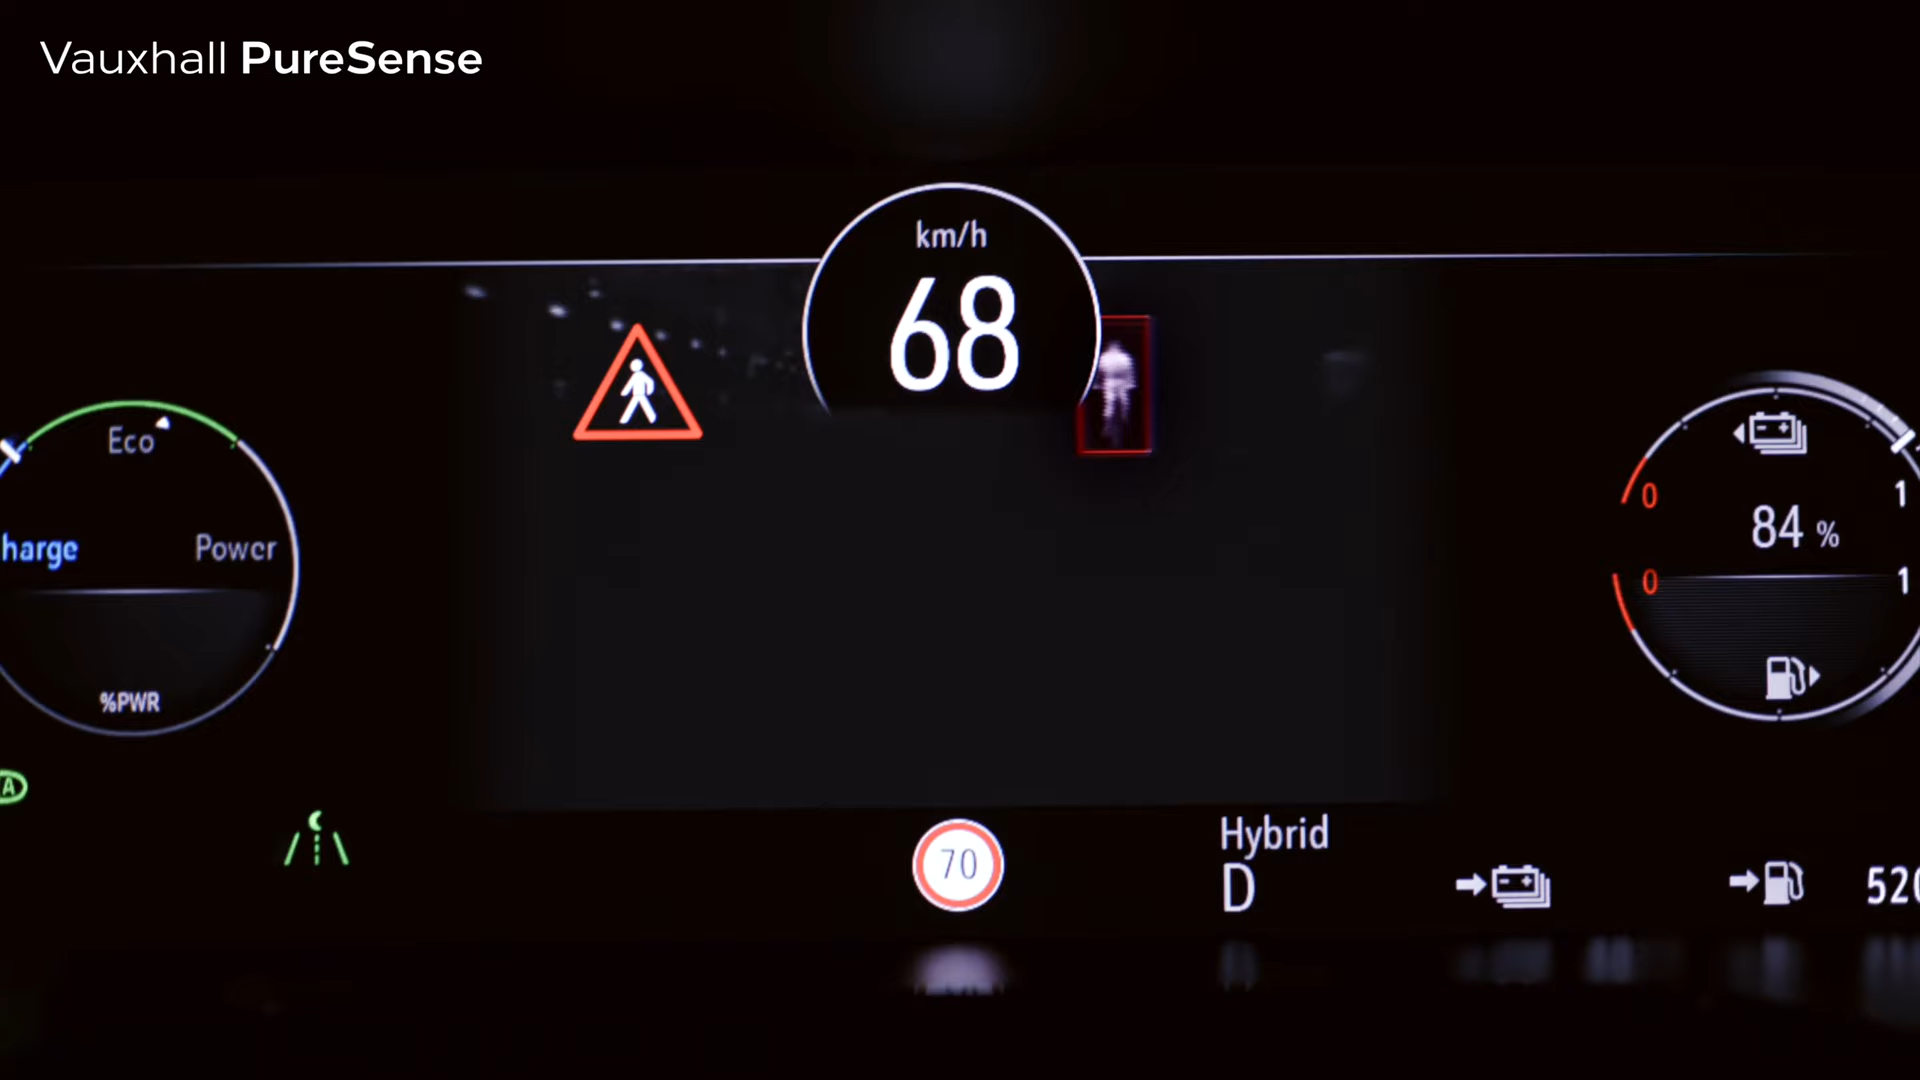 Vauxhall PureSense
km/h
68
Eco
harge
Power
%PWR
A
0
1
84 %
0
1
70
Hybrid
D
520